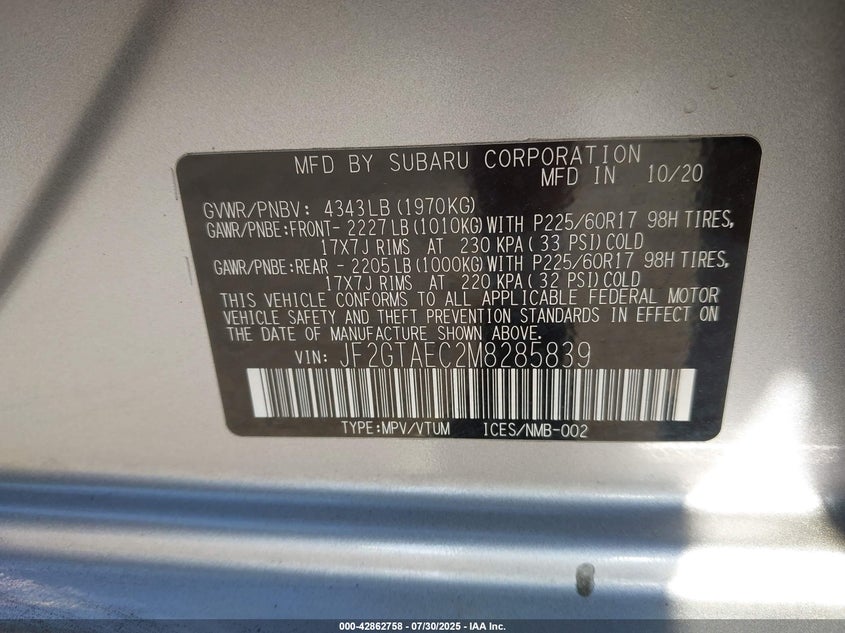 MFD BY SUBARU CORPORATION
MFD IN 10/20
GVWR/PNBV: 4343LB (1970KG)
GAWR/PNBE:FRONT- 2227 LB (1010KG) WITH P225/60R17 98H TIRES,
17X7J RIMS AT 230 KPA ( 33 PSI) COLD
GAWR/PNBE:REAR - 2205 LB (1000KG) WITH P225/60R17 98H TIRES,
17X7J RIMS AT 220 KPA ( 32 PSI) COLD
THIS VEHICLE CONFORMS TO ALL APPLICABLE FEDERAL MOTOR
VEHICLE SAFETY AND THEFT PREVENTION STANDARDS IN EFFECT ON
THE DATE OF MANUFACTURE SHOWN ABOVE.
VIN: JF2GTAEC2M8285839
TYPE:MPV/VTUM ICES/NMB-002
000-42862758 - 07/30/2025 - IAA Inc.